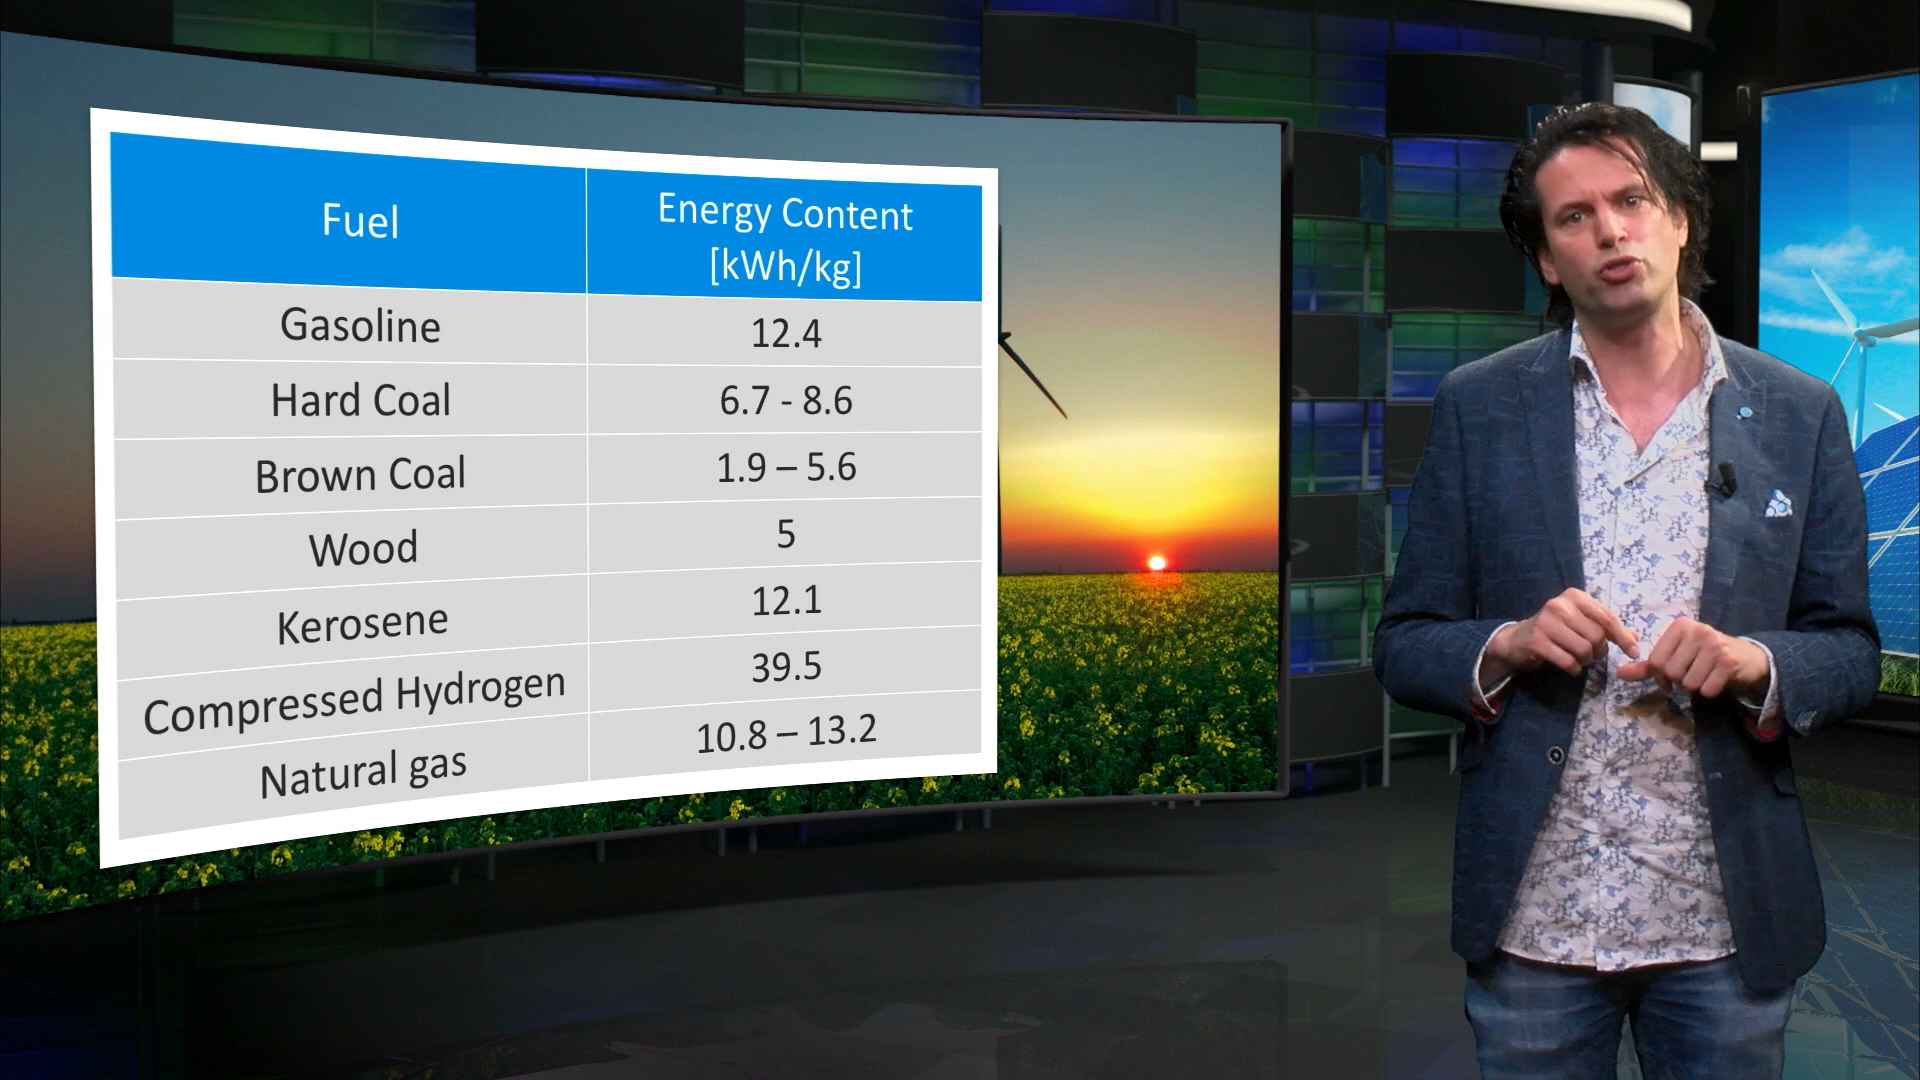 Fuel
Energy Content
[kWh/kg]
Gasoline
12.4
Hard Coal
6.7 - 8.6
Brown Coal
1.9 – 5.6
Wood
5
Kerosene
12.1
Compressed Hydrogen
39.5
Natural gas
10.8 – 13.2